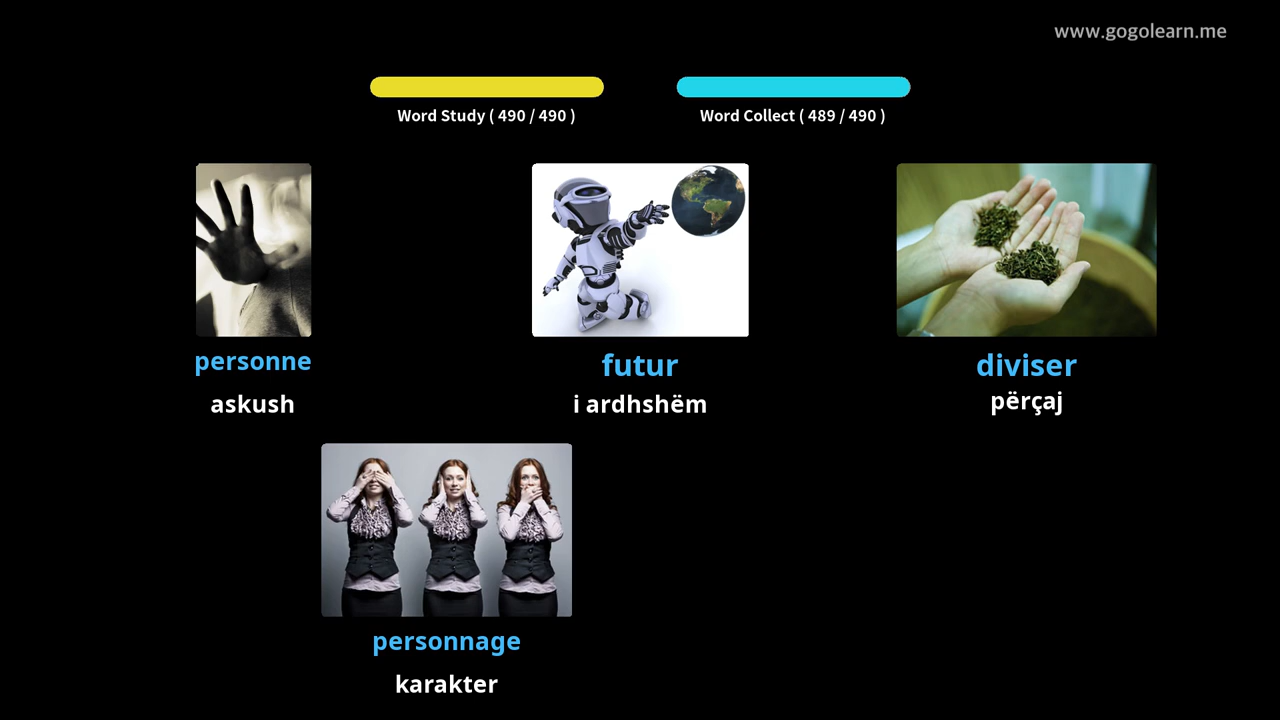 www.gogolearn.me
Word Study ( 490 / 490 )
Word Collect ( 489 / 490 )
personne
askush
futur
i ardhshëm
diviser
përçaj
personnage
karakter